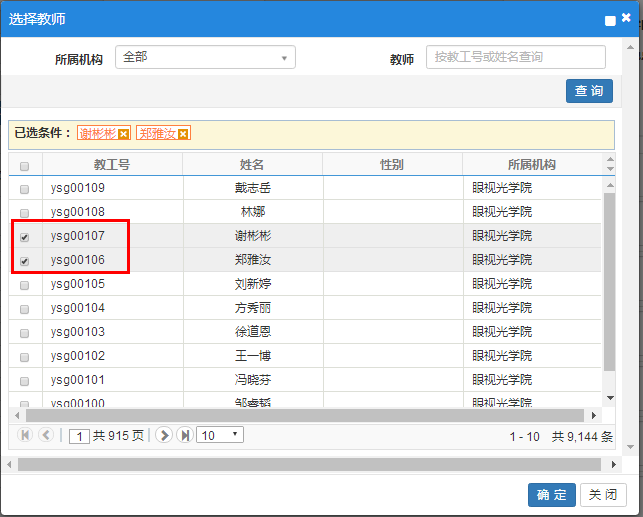 选择教师
所属机构 全部 教师 按教工号或姓名查询
查 询
已选条件： 谢彬彬 郑雅汝
教工号 姓名 性别 所属机构
ysg00109 戴志岳 眼视光学院
ysg00108 林娜 眼视光学院
ysg00107 谢彬彬 眼视光学院
ysg00106 郑雅汝 眼视光学院
ysg00105 刘新婷 眼视光学院
ysg00104 方秀丽 眼视光学院
ysg00103 徐道恩 眼视光学院
ysg00102 王一博 眼视光学院
ysg00101 冯晓芬 眼视光学院
ysg00100 邹睿韬 眼视光学院
1 共 915 页 10 1 - 10 共 9,144 条
确 定 关 闭